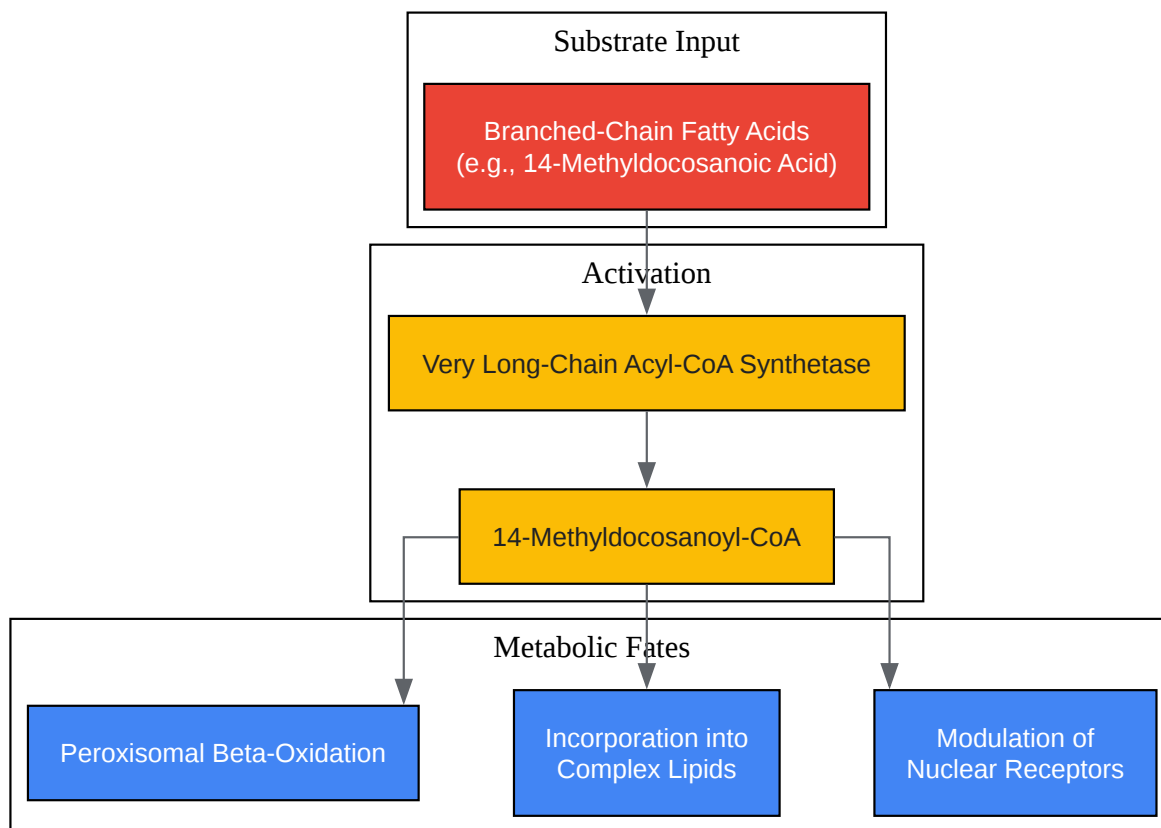 Substrate Input
Branched-Chain Fatty Acids
(e.g., 14-Methyldocosanoic Acid)
Activation
Very Long-Chain Acyl-CoA Synthetase
14-Methyldocosanoyl-CoA
Metabolic Fates
Peroxisomal Beta-Oxidation
Incorporation into
Complex Lipids
Modulation of
Nuclear Receptors